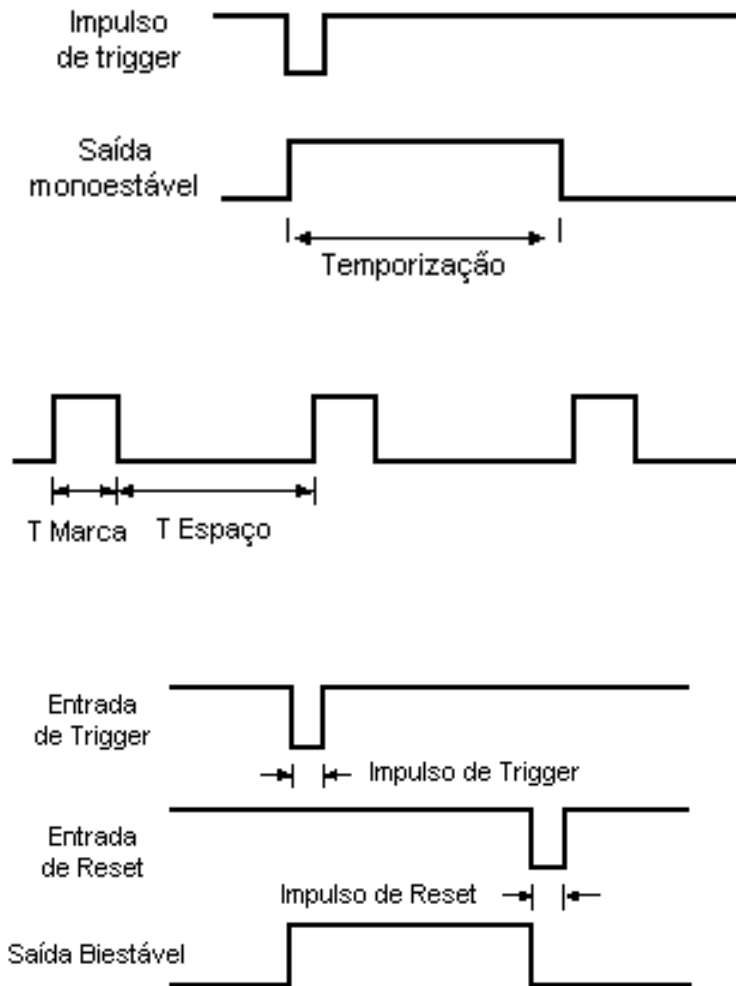 Impulso
de trigger
Saída
monoestável
Temporização
T Marca
T Espaço
Entrada
de Trigger
Impulso de Trigger
Entrada
de Reset
Impulso de Reset
Saída Biestável